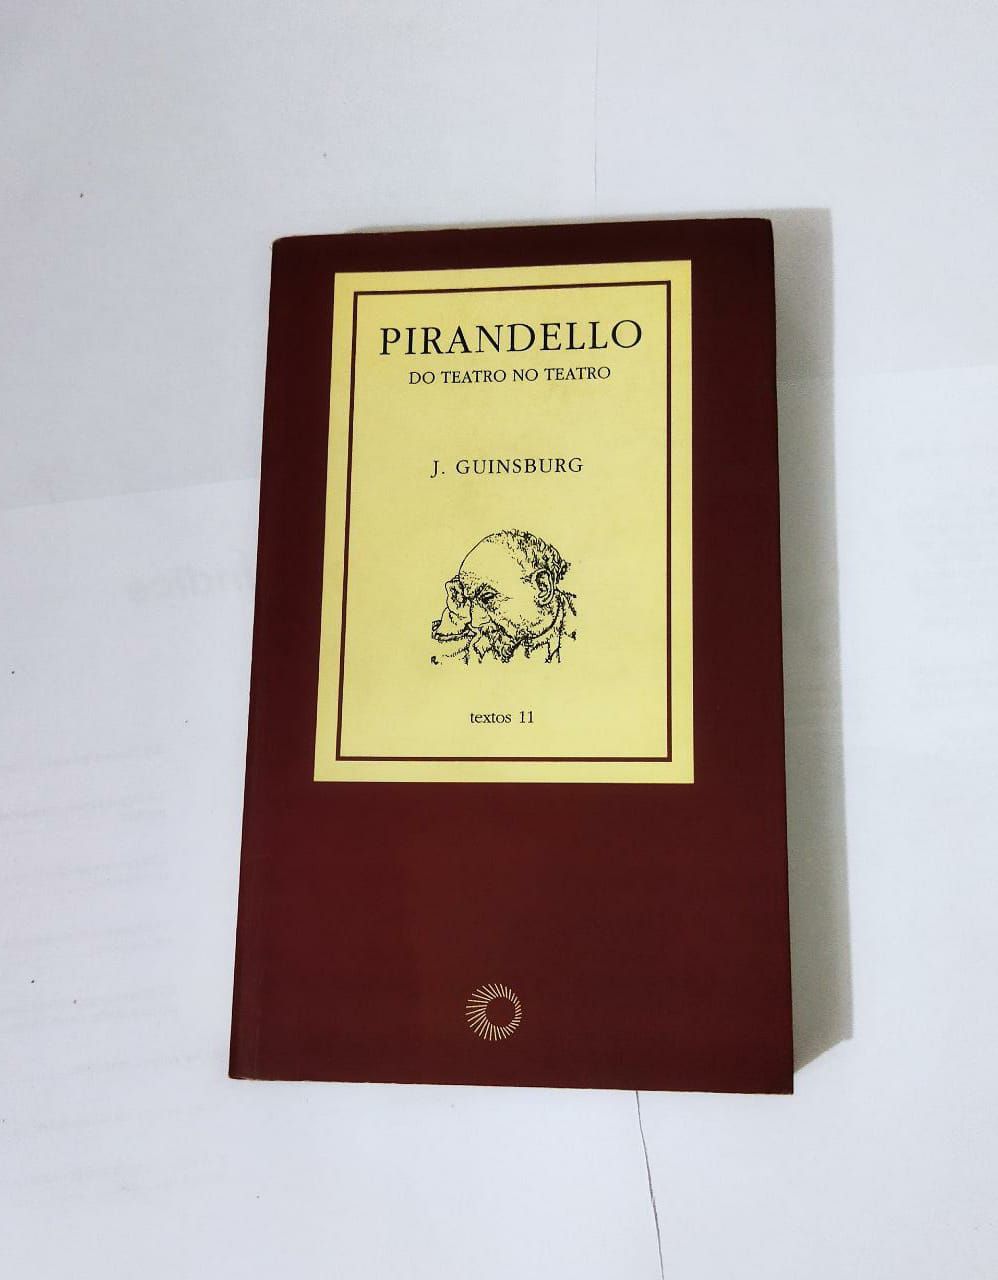 PIRANDELLO
DO TEATRO NO TEATRO
J. GUINSBURG
textos 11